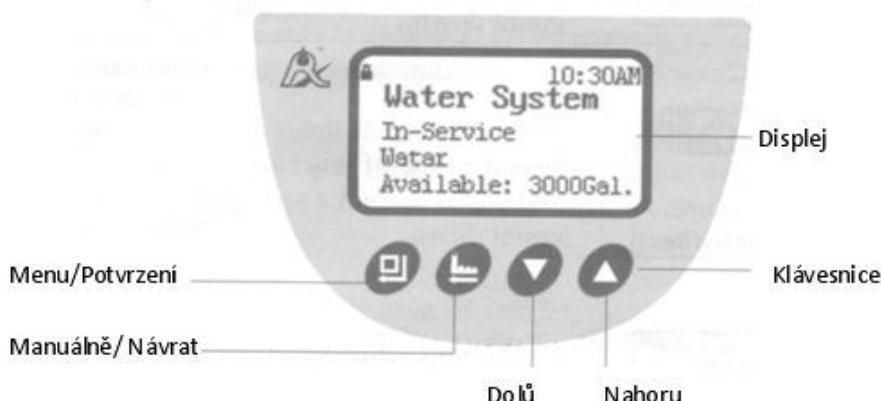 10:30AM
Water System
In-Service
Water
Available: 3000Gal.
Displej
Menu/Potvrzení
Klávesnice
Manuálně/ Návrat
Dolů
Nahoru